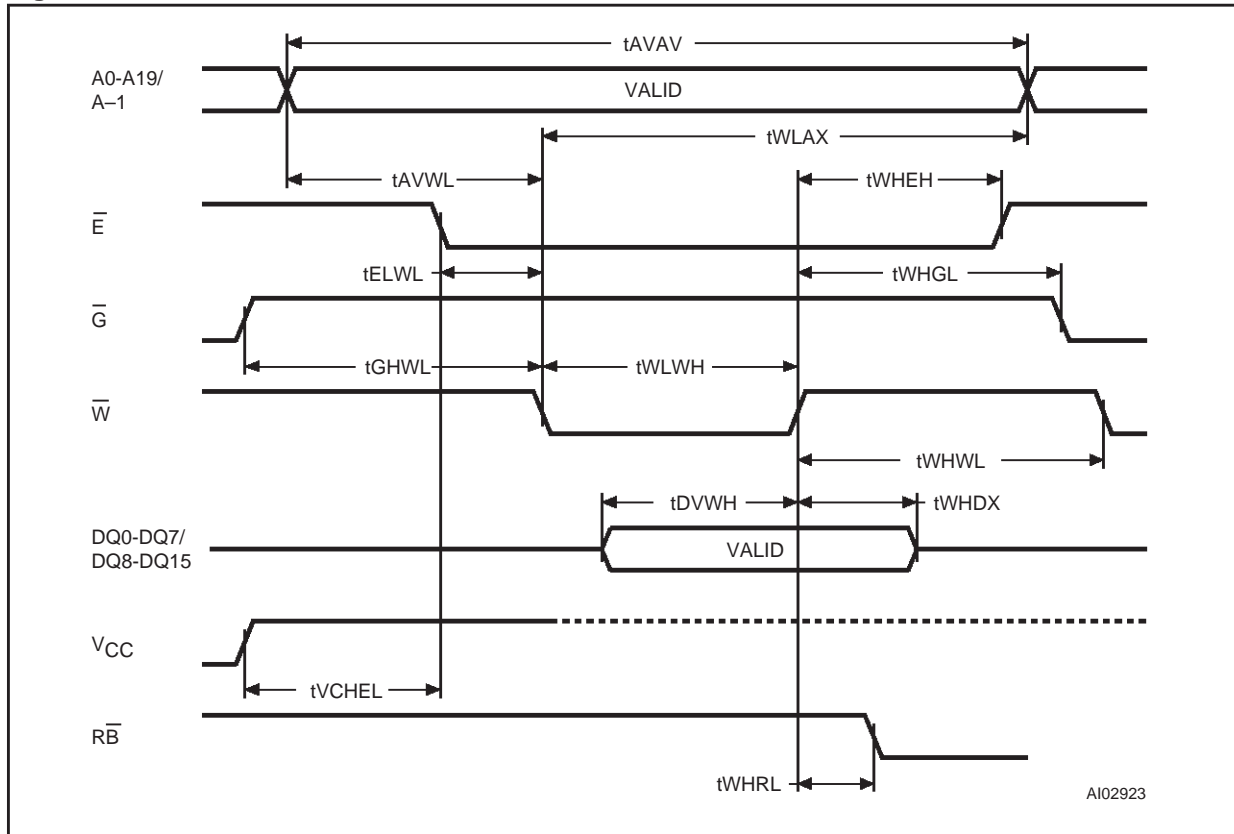 tAVAV
A0-A19/
A–1
VALID
tWLAX
tAVWL
tWHEH
E̅
tELWL
tWHGL
G̅
tGHWL
tWLWH
W̅
tWHWL
tDVWH
tWHDX
DQ0-DQ7/
DQ8-DQ15
VALID
VCC
tVCHEL
RB̅
tWHRL
AI02923